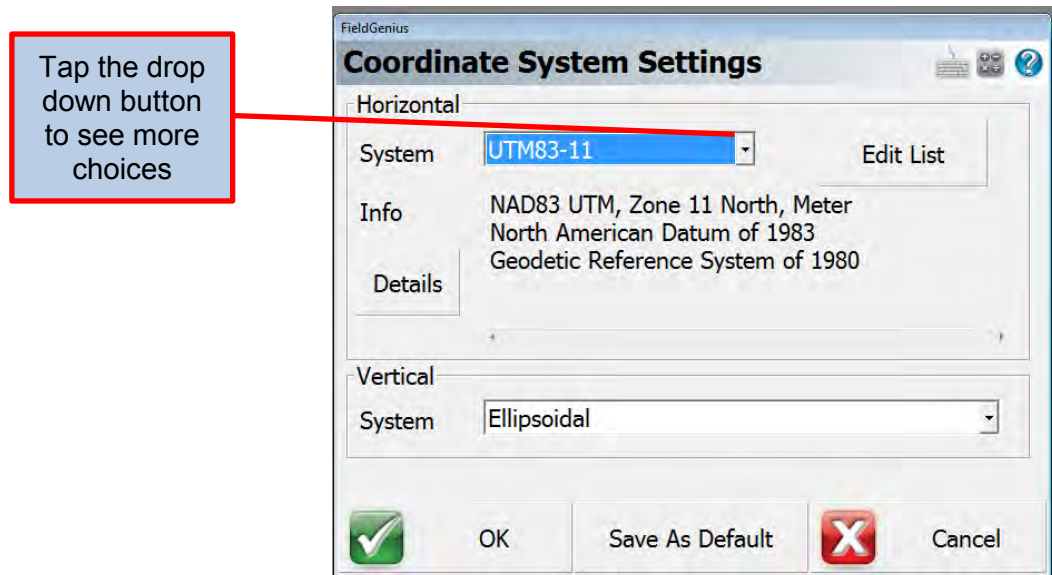 Tap the drop
down button
to see more
choices
FieldGenius
Coordinate System Settings
Horizontal
System UTM83-11 Edit List
Info NAD83 UTM, Zone 11 North, Meter
North American Datum of 1983
Geodetic Reference System of 1980
Details
Vertical
System Ellipsoidal
OK Save As Default Cancel